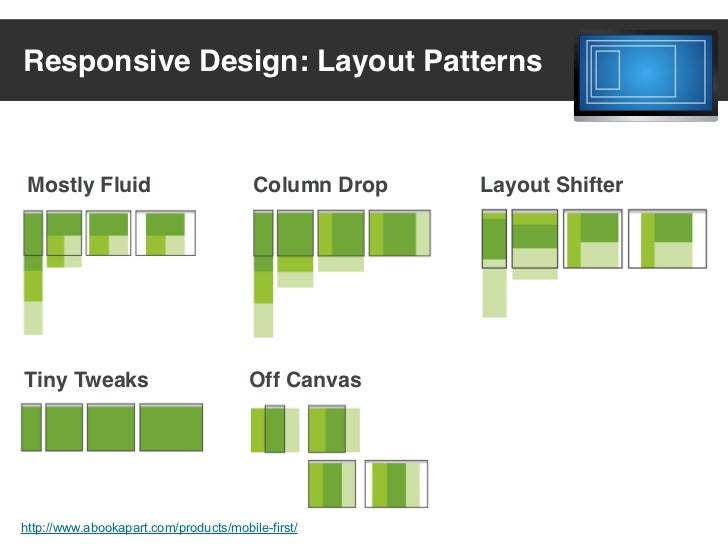 Responsive Design: Layout Patterns
Mostly Fluid
Column Drop
Layout Shifter
Tiny Tweaks
Off Canvas
http://www.abookapart.com/products/mobile-first/